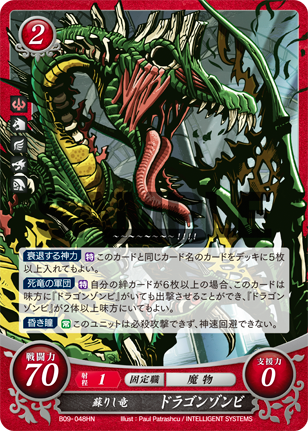 2
衰退する神力 特 このカードと同じカード名のカードをデッキに5枚
以上入れてもよい。
死竜の軍団 特 自分の絆カードが6枚以上の場合、このカードは
味方に『ドラゴンゾンビ』がいても出撃させることができ、『ドラゴ
ンゾンビ』が2体以上味方にいてもよい。
昏き瞳 常 このユニットは必殺攻撃できず、神速回避できない。
戦闘力
70
射程 1 固定職 魔物
支援力
0
蘇りし竜 ドラゴンゾンビ
B09-048HN
Illust : Paul Patrashcu / INTELLIGENT SYSTEMS